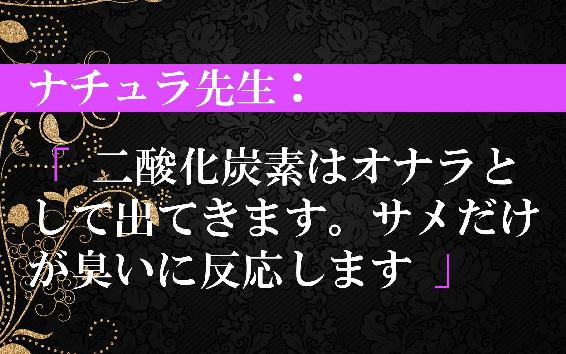 ナチュラ先生：
「 二酸化炭素はオナラと
して出てきます。サメだけ
が臭いに反応します 」